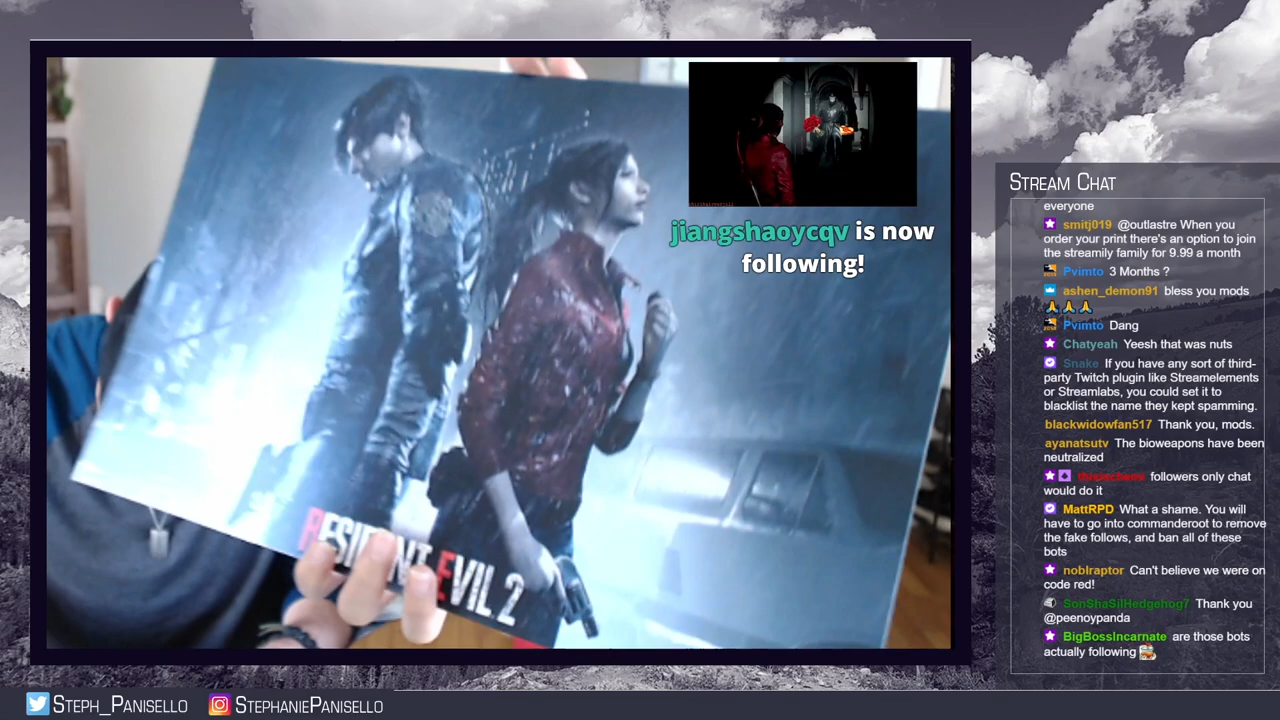 jiangshaoycqv is now
following!
RESIDENT EVIL 2
STREAM CHAT
everyone
smitj019 @outlastre When you
order your print there's an option to join
the streamily family for 9.99 a month
Pvimto 3 Months ?
ashen_demon91 bless you mods
Pvimto Dang
Chatyeah Yeesh that was nuts
Snake If you have any sort of third-
party Twitch plugin like Streamelements
or Streamlabs, you could set it to
blacklist the name they kept spamming.
blackwidowfan517 Thank you, mods.
ayanatsutv The bioweapons have been
neutralized
followers only chat
would do it
MattRPD What a shame. You will
have to go into commanderoot to remove
the fake follows, and ban all of these
bots
noblraptor Can't believe we were on
code red!
SonShaSilHedgehog7 Thank you
@peenoypanda
BigBossIncarnate are those bots
actually following
STEPH_PANISELLO
STEPHANIEPANISELLO